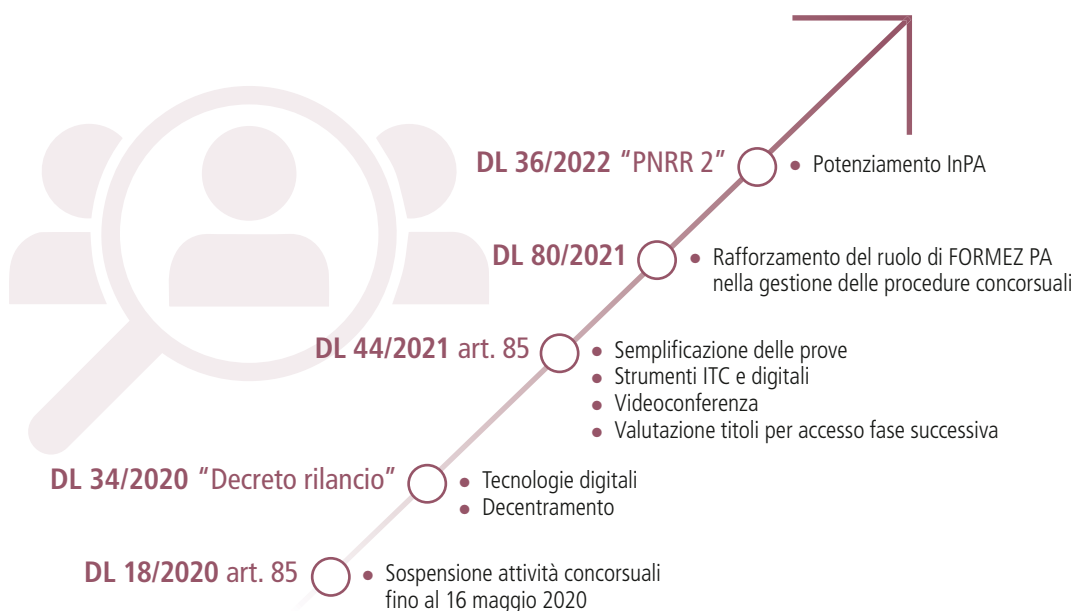 DL 36/2022 “PNRR 2”
• Potenziamento InPA
DL 80/2021
• Rafforzamento del ruolo di FORMEZ PA
nella gestione delle procedure concorsuali
DL 44/2021 art. 85
• Semplificazione delle prove
• Strumenti ITC e digitali
• Videoconferenza
• Valutazione titoli per accesso fase successiva
DL 34/2020 “Decreto rilancio”
• Tecnologie digitali
• Decentramento
DL 18/2020 art. 85
• Sospensione attività concorsuali
fino al 16 maggio 2020